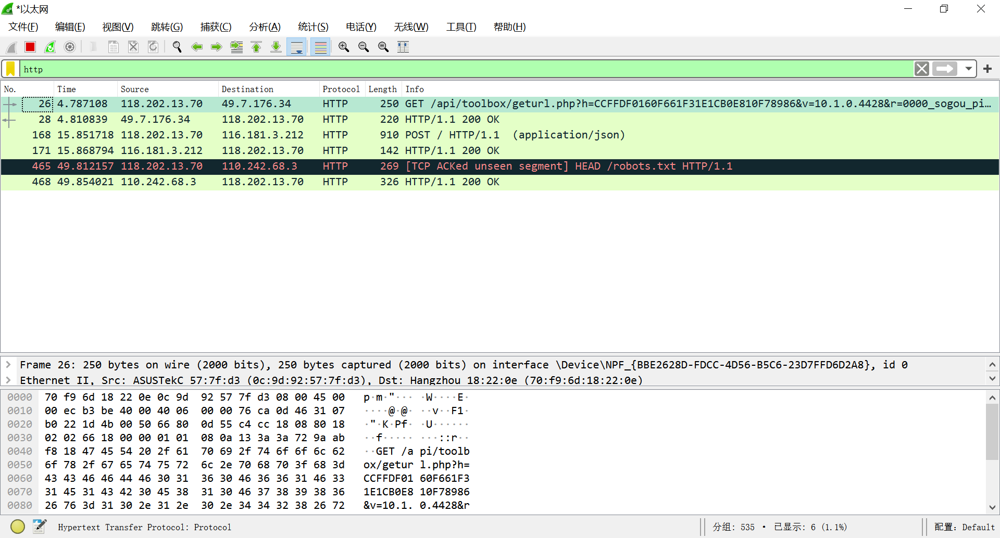 *以太网
文件(F) 编辑(E) 视图(V) 跳转(G) 捕获(C) 分析(A) 统计(S) 电话(Y) 无线(W) 工具(T) 帮助(H)
http
No. Time Source Destination Protocol Length Info
26 4.787108 118.202.13.70 49.7.176.34 HTTP 250 GET /api/toolbox/geturl.php?h=CCFFDF0160F661F31E1CB0E810F78986&v=10.1.0.4428&r=0000_sogou_pi…
28 4.810839 49.7.176.34 118.202.13.70 HTTP 220 HTTP/1.1 200 OK
168 15.851718 118.202.13.70 116.181.3.212 HTTP 910 POST / HTTP/1.1 (application/json)
171 15.868794 116.181.3.212 118.202.13.70 HTTP 142 HTTP/1.1 200 OK
465 49.812157 118.202.13.70 110.242.68.3 HTTP 269 [TCP ACKed unseen segment] HEAD /robots.txt HTTP/1.1
468 49.854021 110.242.68.3 118.202.13.70 HTTP 326 HTTP/1.1 200 OK
Frame 26: 250 bytes on wire (2000 bits), 250 bytes captured (2000 bits) on interface \Device\NPF_{BBE2628D-FDCC-4D56-B5C6-23D7FFD6D2A8}, id 0
Ethernet II, Src: ASUSTekC_57:7f:d3 (0c:9d:92:57:7f:d3), Dst: Hangzhou_18:22:0e (70:f9:6d:18:22:0e)
0000 70 f9 6d 18 22 0e 0c 9d 92 57 7f d3 08 00 45 00 p·m·"··· ·W····E·
0010 00 ec b3 be 40 00 40 06 00 00 76 ca 0d 46 31 07 ····@·@· ··v··F1·
0020 b0 22 1d 4b 00 50 66 80 0d 55 c4 cc 18 08 80 18 ·"·K·Pf· ·U······
0030 02 02 66 18 00 00 01 01 08 0a 13 3a 3a 72 9a ab ··f····· ···::r··
0040 f8 18 47 45 54 20 2f 61 70 69 2f 74 6f 6f 6c 62 ··GET /a pi/toolb
0050 6f 78 2f 67 65 74 75 72 6c 2e 70 68 70 3f 68 3d ox/getur l.php?h=
0060 43 43 46 46 44 46 30 31 36 30 46 36 36 31 46 33 CCFFDF01 60F661F3
0070 31 45 31 43 42 30 45 38 31 30 46 37 38 39 38 36 1E1CB0E8 10F78986
0080 26 76 3d 31 30 2e 31 2e 30 2e 34 34 32 38 26 72 &v=10.1. 0.4428&r
Hypertext Transfer Protocol: Protocol 分组: 535 · 已显示: 6 (1.1%) 配置: Default